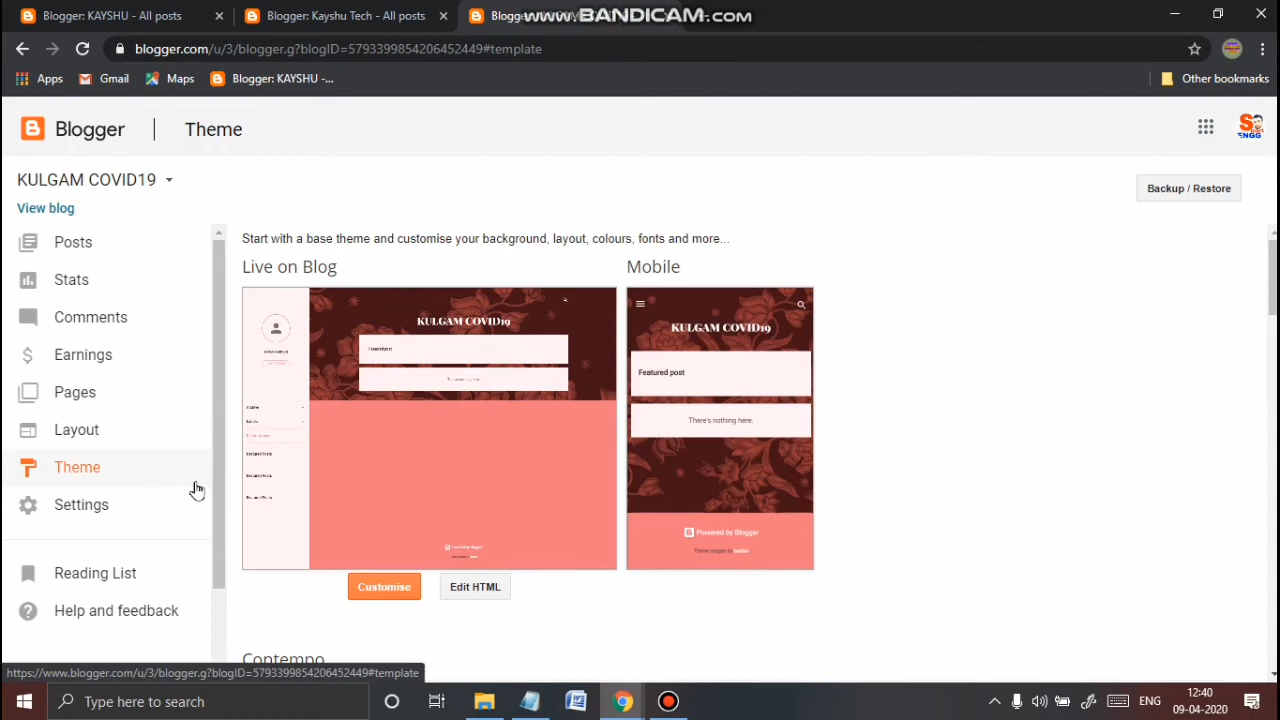 Blogger: KAYSHU - All posts
Blogger: Kayshu Tech - All posts
Blogger:
www.BANDICAM.com
blogger.com/u/3/blogger.g?blogID=5793399854206452449#template
Apps
Gmail
Maps
Blogger: KAYSHU -...
Other bookmarks
Blogger
Theme
KULGAM COVID19
View blog
Backup / Restore
Posts
Stats
Comments
Earnings
Pages
Layout
Theme
Settings
Reading List
Help and feedback
Start with a base theme and customise your background, layout, colours, fonts and more...
Live on Blog
KULGAM COVID19
Mobile
KULGAM COVID19
Featured post
There's nothing here.
Powered by Blogger
Customise
Edit HTML
Contempo
https://www.blogger.com/u/3/blogger.g?blogID=5793399854206452449#template
Type here to search
ENG
12:40
09-04-2020